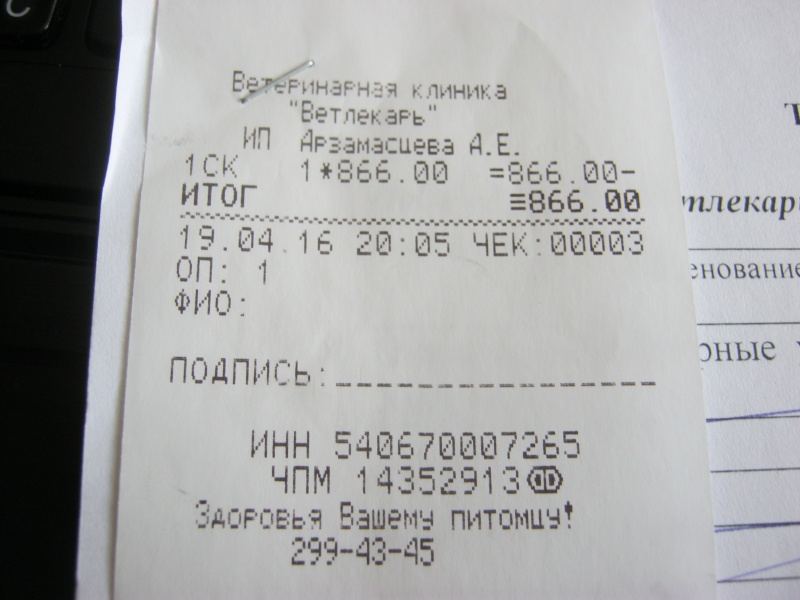 Ветеринарная клиника
"Ветлекарь"
ИП Арзамасцева А.Е.
1СК 1*866.00 =866.00-
ИТОГ ≡866.00
19.04.16 20:05 ЧЕК:00003
ОП: 1
ФИО:
ПОДПИСЬ:_______________
ИНН 540670007265
ЧПМ 14352913
Здоровья Вашему питомцу!
299-43-45